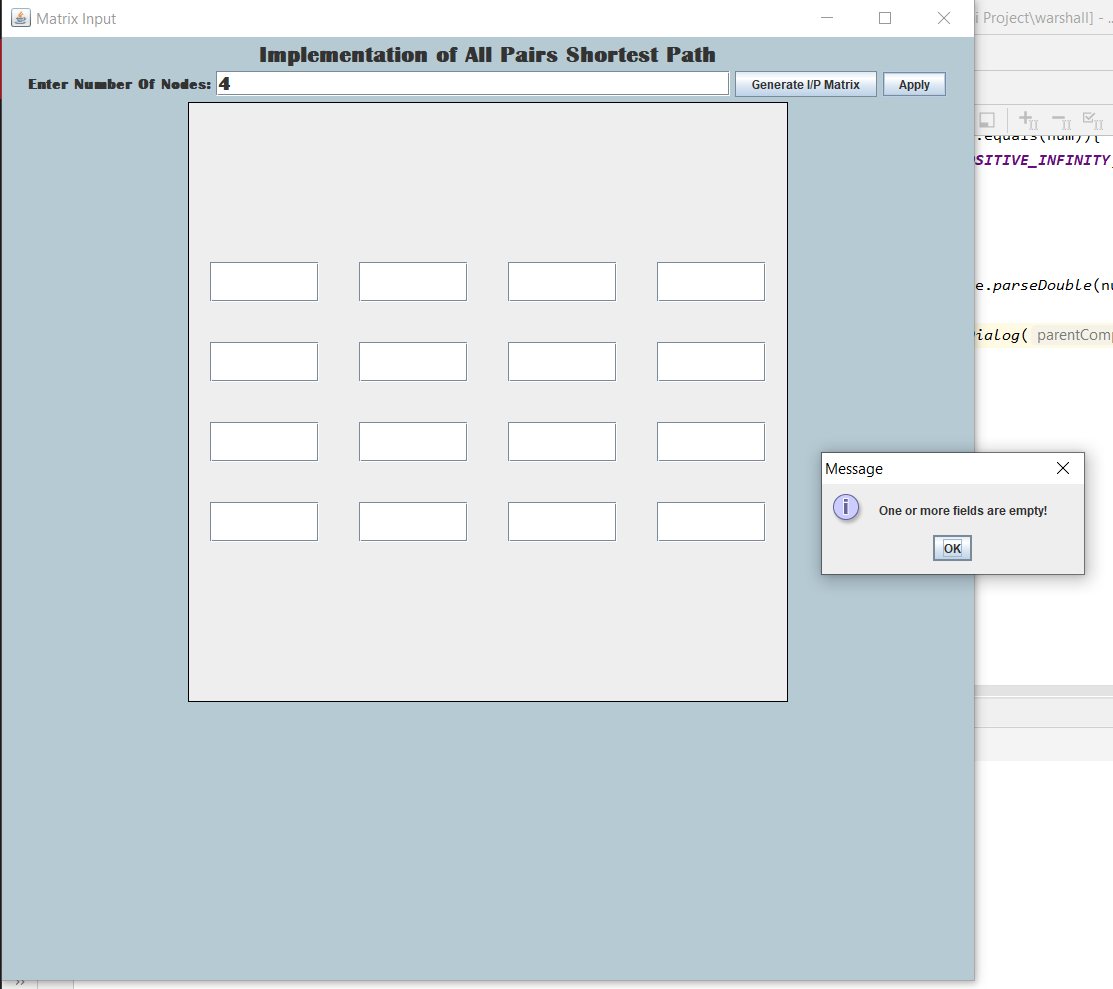 Matrix Input
i Project\warshall] - ..
Implementation of All Pairs Shortest Path
Enter Number Of Nodes: 4 Generate I/P Matrix Apply
.equals(num)){
SITIVE_INFINITY
e.parseDouble(nu
ialog( parentComp
Message
i One or more fields are empty!
OK
»